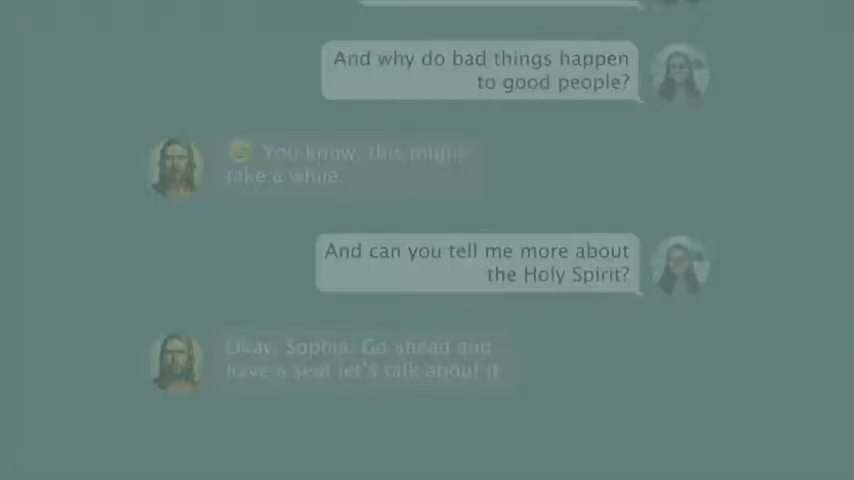 And why do bad things happen
to good people?
You know, this might
take a while.
And can you tell me more about
the Holy Spirit?
Okay, Sophia. Go ahead and
have a seat let's talk about it